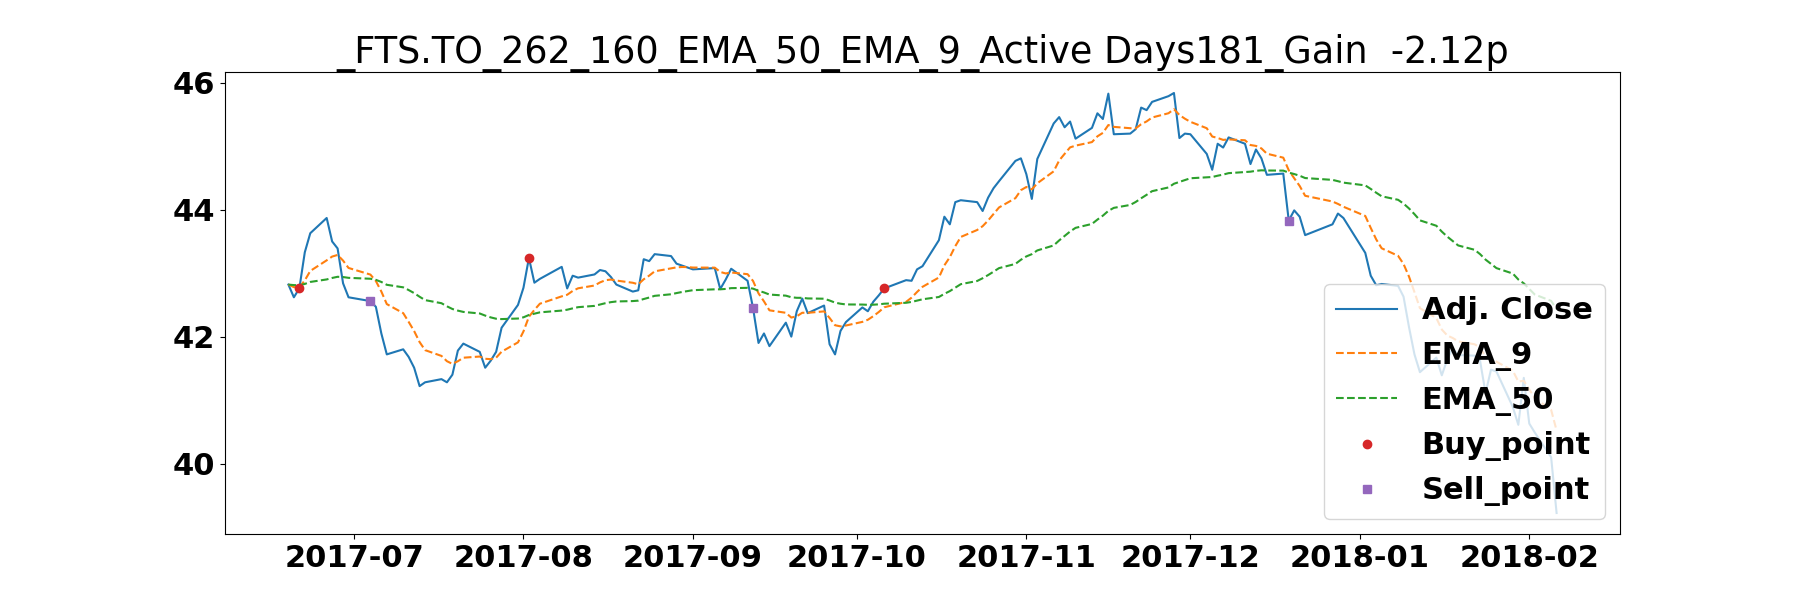 _FTS.TO_262_160_EMA_50_EMA_9_Active Days181_Gain  -2.12p
46
44
42
40
Adj. Close
EMA_9
EMA_50
Buy_point
Sell_point
2017-07 2017-08 2017-09 2017-10 2017-11 2017-12 2018-01 2018-02